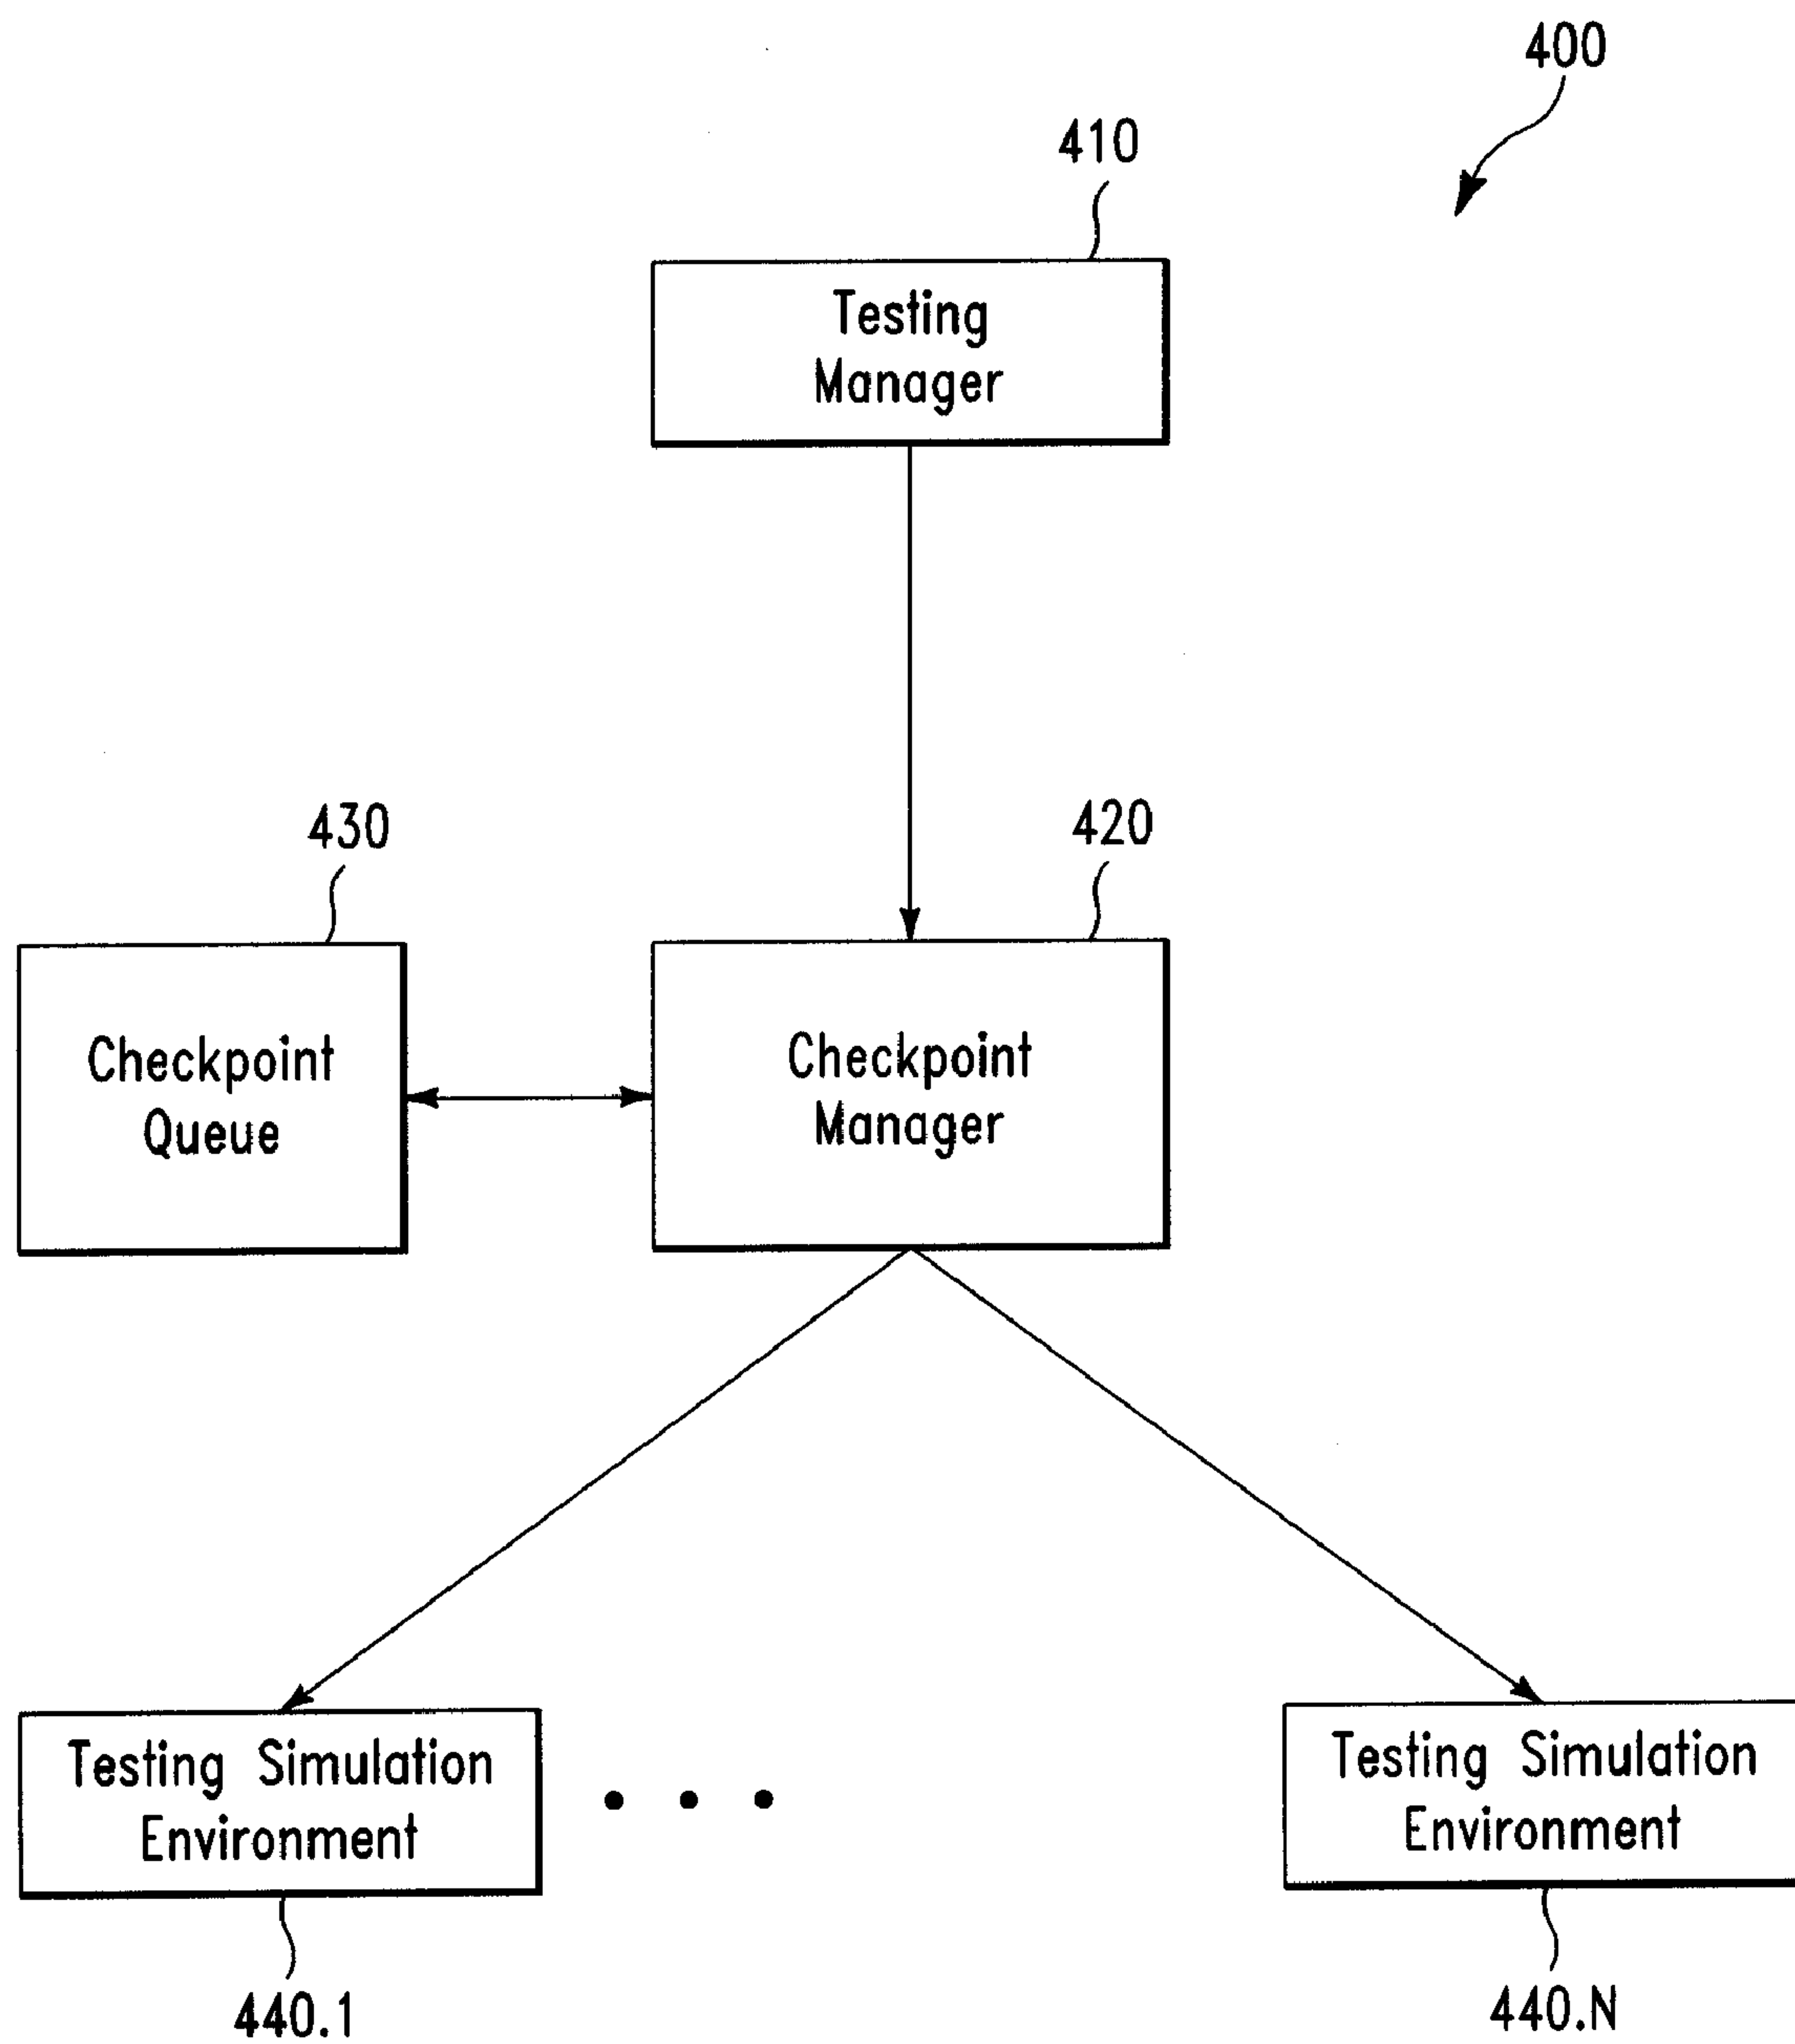 400
410
Testing
Manager
430
420
Checkpoint
Queue
Checkpoint
Manager
Testing Simulation
Environment
Testing Simulation
Environment
440.1
440.N